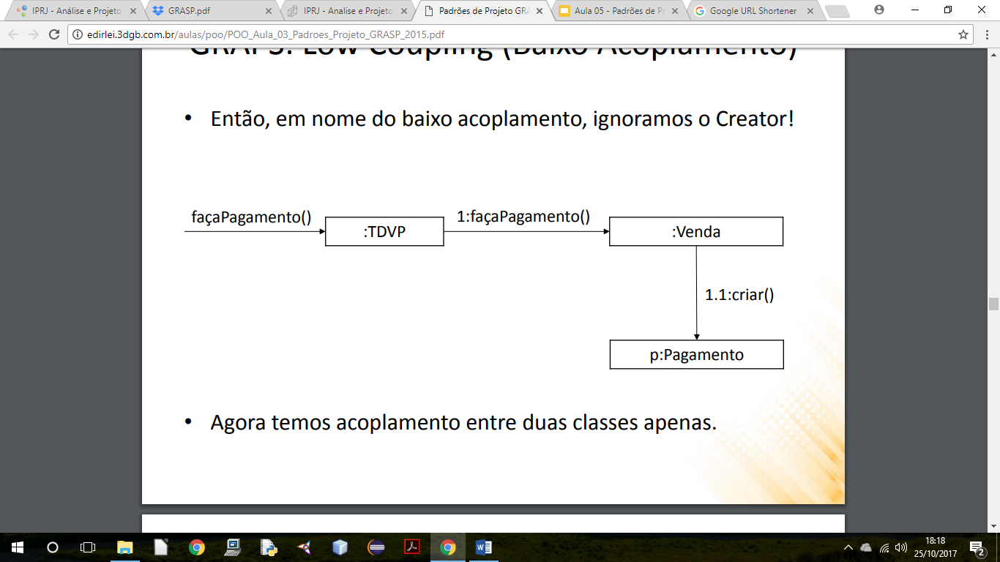 IPRJ - Análise e Projeto
GRASP.pdf
IPRJ - Analise e Projeto
Padrões de Projeto GRA
Aula 05 - Padrões de P
Google URL Shortener
edirlei.3dgb.com.br/aulas/poo/POO_Aula_03_Padroes_Projeto_GRASP_2015.pdf
GRAPS: Low Coupling (Baixo Acoplamento)
• Então, em nome do baixo acoplamento, ignoramos o Creator!
façaPagamento()
:TDVP
1:façaPagamento()
:Venda
1.1:criar()
p:Pagamento
• Agora temos acoplamento entre duas classes apenas.
18:18
25/10/2017
2